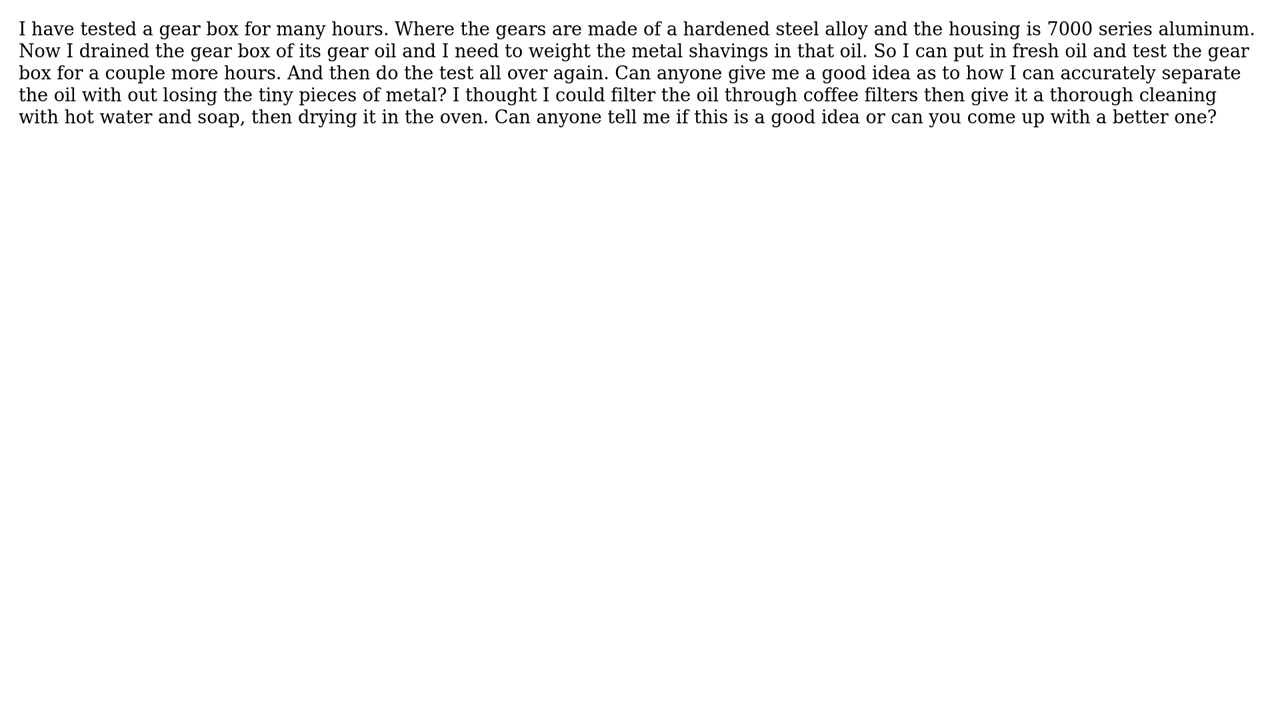 I have tested a gear box for many hours. Where the gears are made of a hardened steel alloy and the housing is 7000 series aluminum.
Now I drained the gear box of its gear oil and I need to weight the metal shavings in that oil. So I can put in fresh oil and test the gear
box for a couple more hours. And then do the test all over again. Can anyone give me a good idea as to how I can accurately separate
the oil with out losing the tiny pieces of metal? I thought I could filter the oil through coffee filters then give it a thorough cleaning
with hot water and soap, then drying it in the oven. Can anyone tell me if this is a good idea or can you come up with a better one?